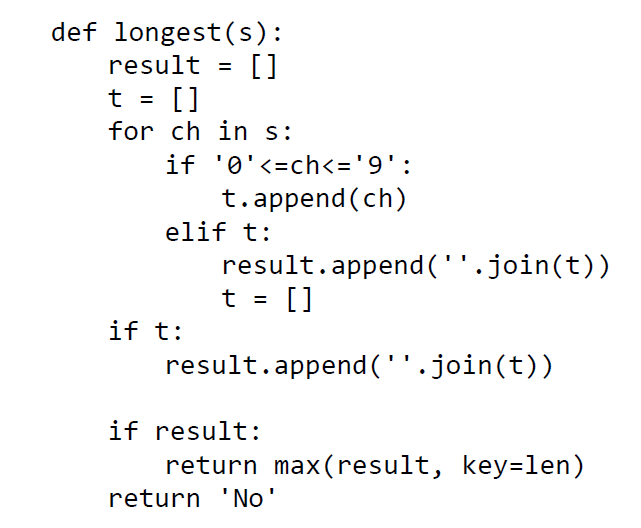 def longest(s):
    result = []
    t = []
    for ch in s:
        if '0'<=ch<='9':
            t.append(ch)
        elif t:
            result.append(''.join(t))
            t = []
    if t:
        result.append(''.join(t))

    if result:
        return max(result, key=len)
    return 'No'